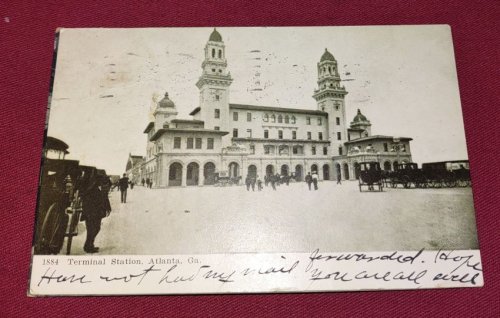 1884 Terminal Station, Atlanta, Ga.
Have not had my mail forwarded. Hope
you are all well